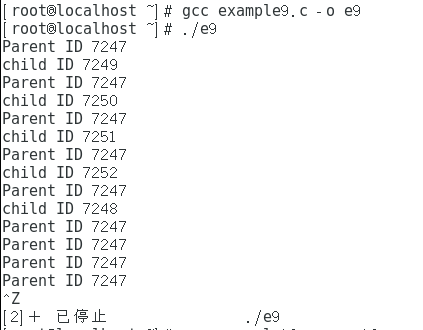 [root@localhost ~]# gcc example9.c -o e9
[root@localhost ~]# ./e9
Parent ID 7247
child ID 7249
Parent ID 7247
child ID 7250
Parent ID 7247
child ID 7251
Parent ID 7247
child ID 7252
Parent ID 7247
child ID 7248
Parent ID 7247
Parent ID 7247
Parent ID 7247
Parent ID 7247
^Z
[2]+ 已停止 ./e9